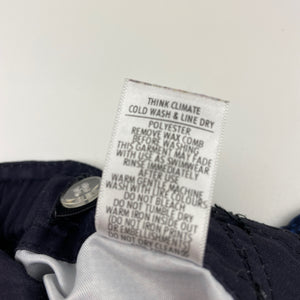 THINK CLIMATE
COLD WASH & LINE DRY
POLYESTER
REMOVE WAX COMB
BEFORE WASHING
THIS GARMENT MAY FADE
WITH USE AS SWIMWEAR
RINSE IMMEDIATELY
AFTER USE
WARM GENTLE MACHINE
WASH WITH LIKE COLOURS
DO NOT BLEACH
DO NOT TUMBLE DRY
WARM IRON INSIDE OUT
DO NOT IRON PRINTS
OR EMBELLISHMENTS
DO NOT DRY CLEAN